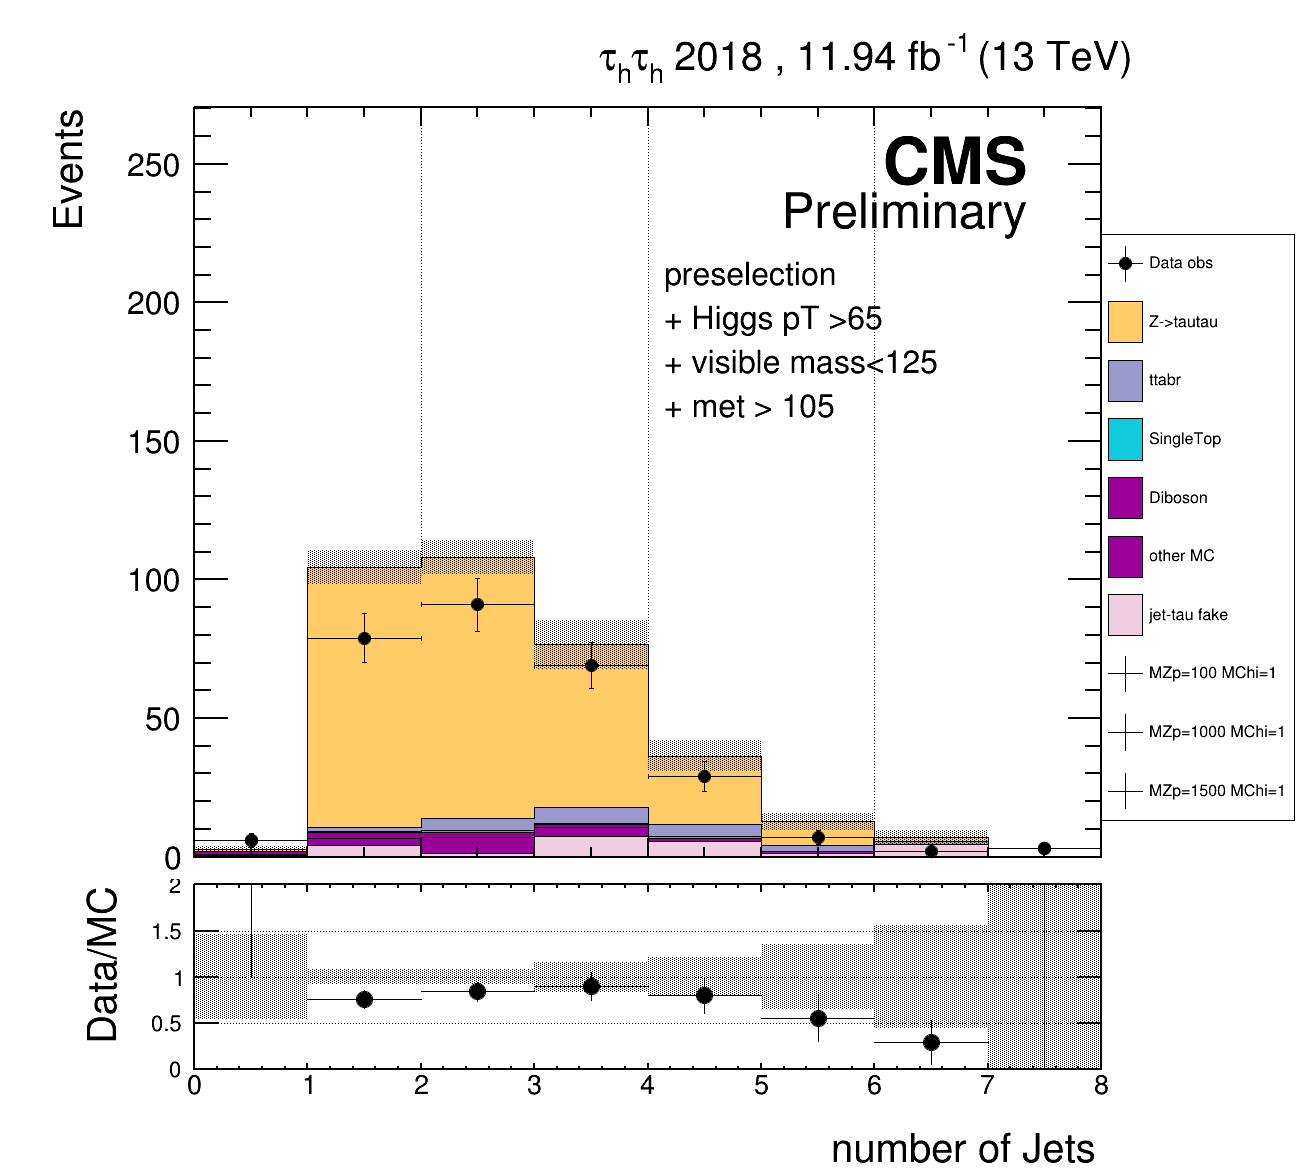 τhτh 2018 , 11.94 fb-1 (13 TeV)
Events
250
200
150
100
50
0
CMS
Preliminary
preselection
+ Higgs pT >65
+ visible mass<125
+ met > 105
Data obs
Z->tautau
ttabr
SingleTop
Diboson
other MC
jet-tau fake
MZp=100 MChi=1
MZp=1000 MChi=1
MZp=1500 MChi=1
Data/MC
2
1.5
1
0.5
0
0 1 2 3 4 5 6 7 8
number of Jets